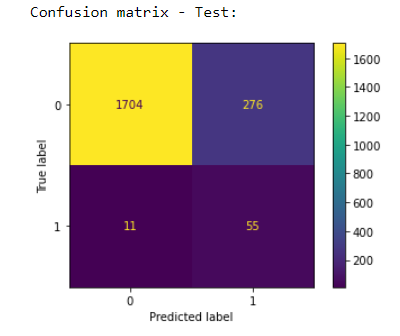 Confusion matrix - Test:
0 1704 276
1 11 55
True label
0 1
Predicted label
1600
1400
1200
1000
800
600
400
200